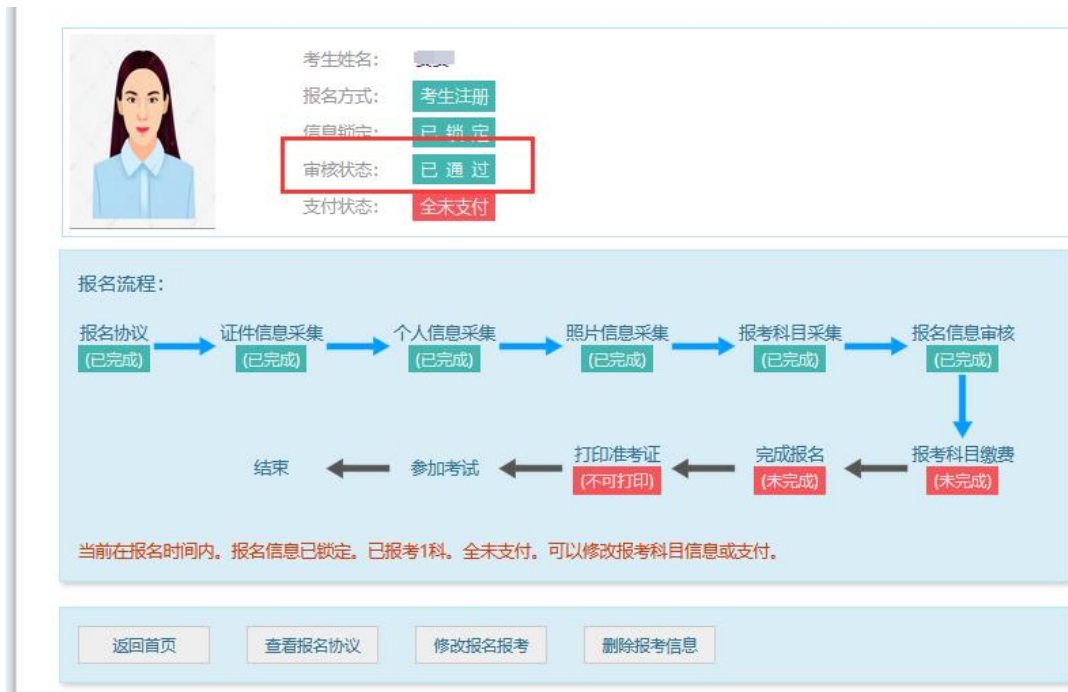 考生姓名：
报名方式： 考生注册
信息锁定： 已 锁 定
审核状态： 已 通 过
支付状态： 全未支付
报名流程：
报名协议 证件信息采集 个人信息采集 照片信息采集 报考科目采集 报名信息审核
(已完成) (已完成) (已完成) (已完成) (已完成) (已完成)
结束 参加考试 打印准考证 完成报名 报考科目缴费
(不可打印) (未完成) (未完成)
当前在报名时间内。报名信息已锁定。已报考1科。全未支付。可以修改报考科目信息或支付。
返回首页 查看报名协议 修改报名报考 删除报考信息